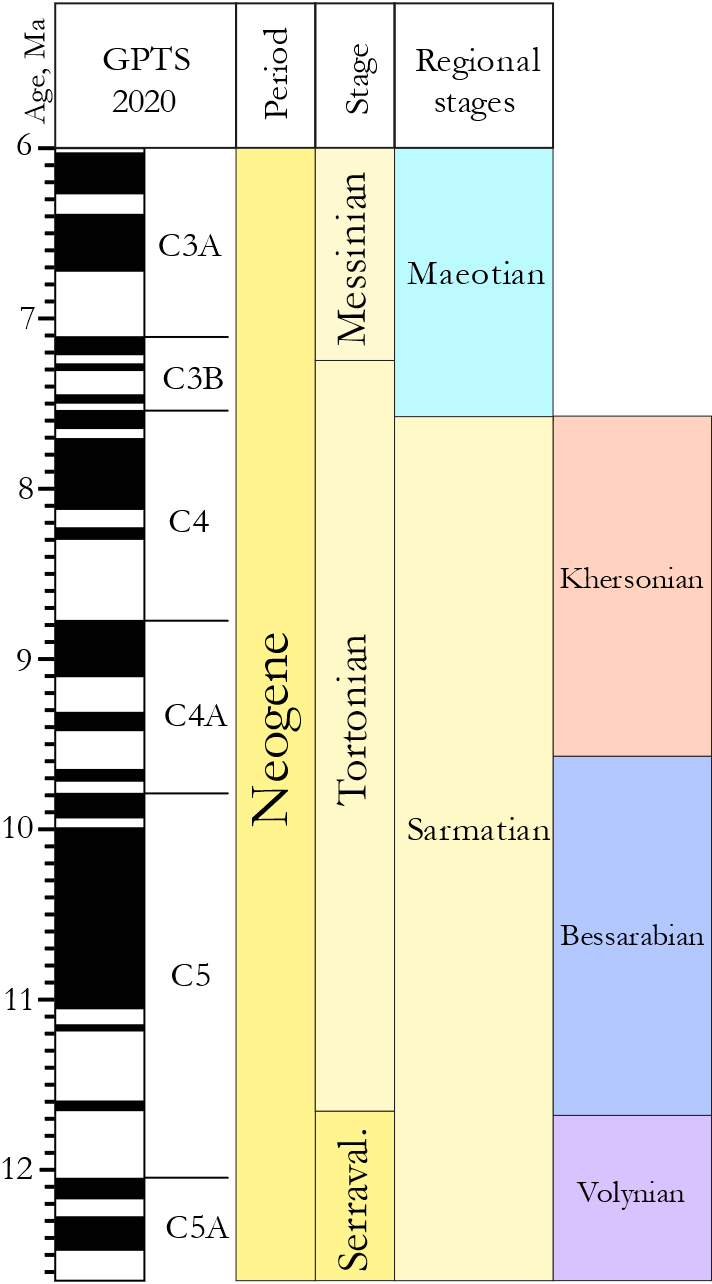 Age, Ma
GPTS
2020
Period
Stage
Regional
stages
6
7
8
9
10
11
12
C3A
C3B
C4
C4A
C5
C5A
Neogene
Messinian
Tortonian
Serraval.
Maeotian
Sarmatian
Khersonian
Bessarabian
Volynian